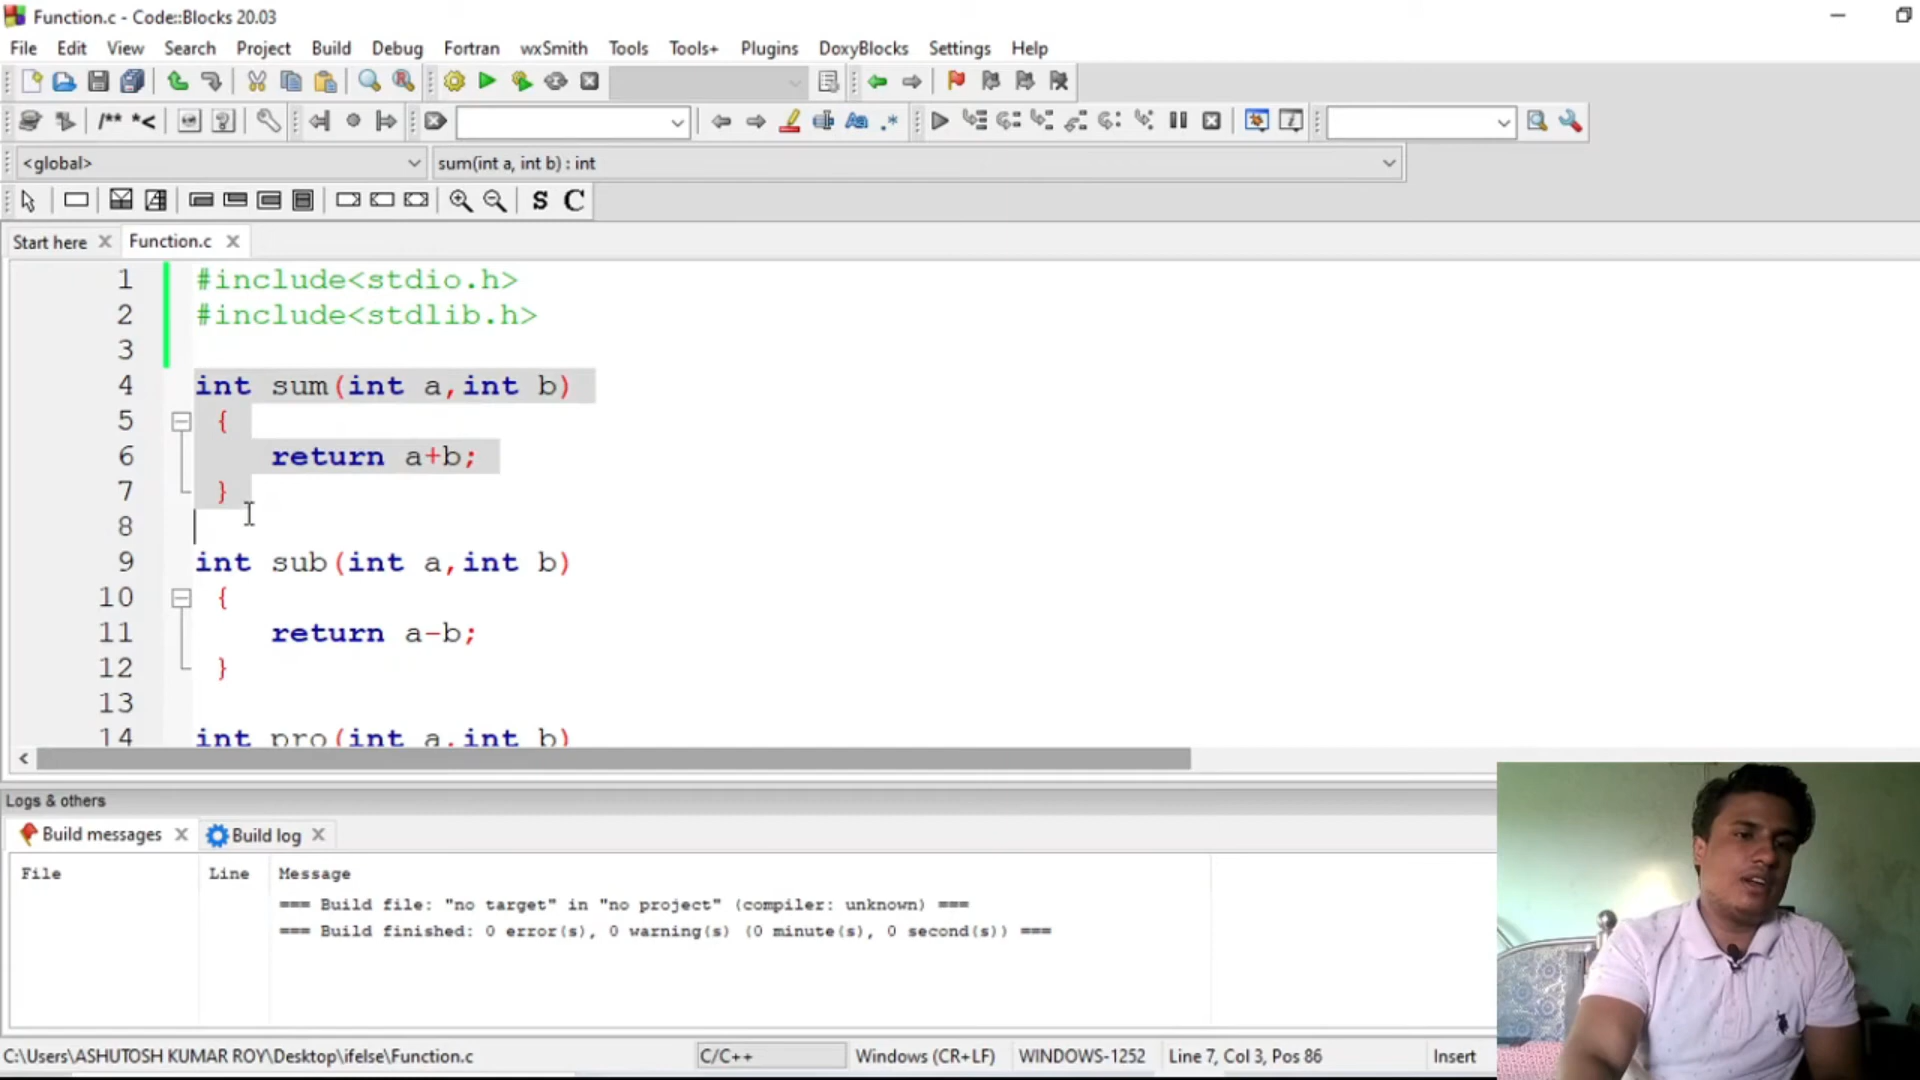 Function.c - Code::Blocks 20.03
File Edit View Search Project Build Debug Fortran wxSmith Tools Tools+ Plugins DoxyBlocks Settings Help
/** *<
Aa .*
<global> sum(int a, int b) : int
S C
Start here Function.c
1 #include<stdio.h>
2 #include<stdlib.h>
3
4 int sum(int a,int b)
5 {
6 return a+b;
7 }
8
9 int sub(int a,int b)
10 {
11 return a-b;
12 }
13
14 int pro(int a,int b)
Logs & others
Build messages Build log
File Line Message
=== Build file: "no target" in "no project" (compiler: unknown) ===
=== Build finished: 0 error(s), 0 warning(s) (0 minute(s), 0 second(s)) ===
C:\Users\ASHUTOSH KUMAR ROY\Desktop\ifelse\Function.c C/C++ Windows (CR+LF) WINDOWS-1252 Line 7, Col 3, Pos 86 Insert